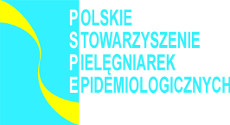 POLSKIE
STOWARZYSZENIE
PIELĘGNIAREK
EPIDEMIOLOGICZNYCH